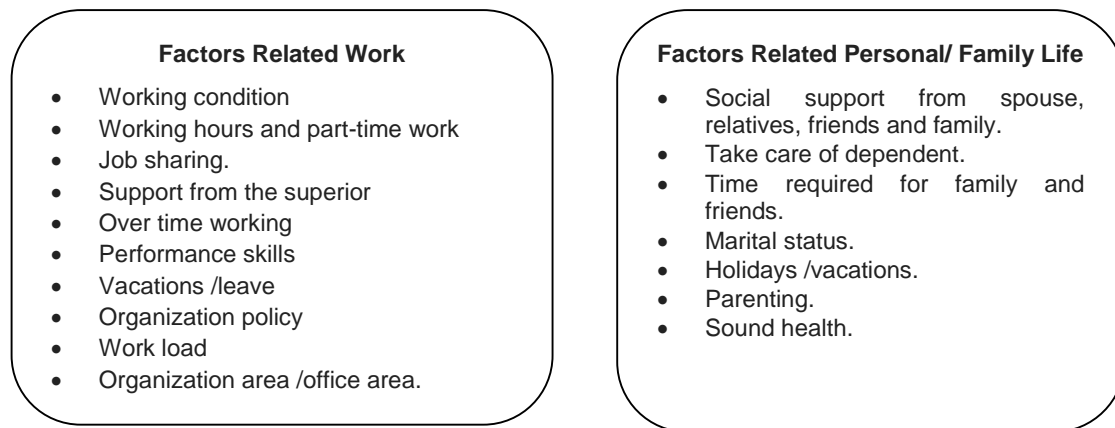 Factors Related Work
• Working condition
• Working hours and part-time work
• Job sharing.
• Support from the superior
• Over time working
• Performance skills
• Vacations /leave
• Organization policy
• Work load
• Organization area /office area.
Factors Related Personal/ Family Life
• Social support from spouse,
relatives, friends and family.
• Take care of dependent.
• Time required for family and
friends.
• Marital status.
• Holidays /vacations.
• Parenting.
• Sound health.